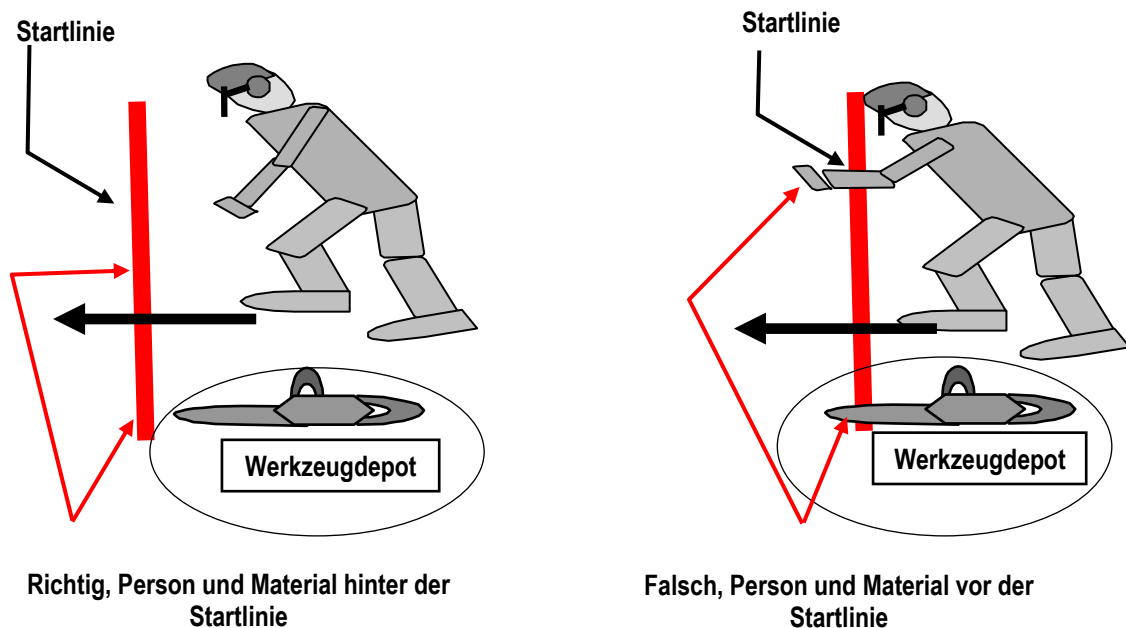 Startlinie
Werkzeugdepot
Richtig, Person und Material hinter der
Startlinie
Startlinie
Werkzeugdepot
Falsch, Person und Material vor der
Startlinie